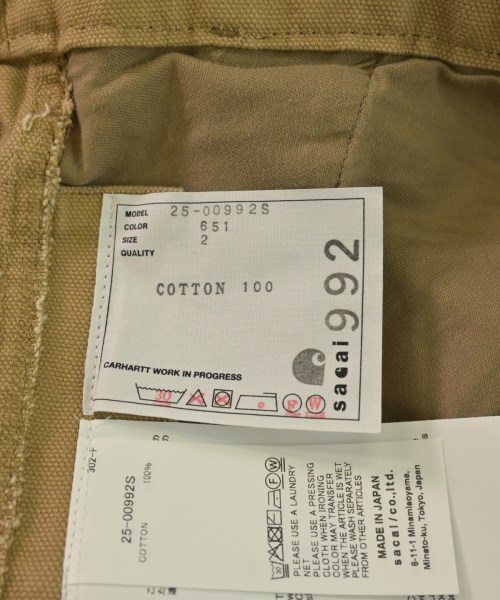 MODEL 25-00992S
COLOR 651
SIZE 2
QUALITY
COTTON 100
CARHARTT WORK IN PROGRESS
30
F W
sacai 992
302-F
25-00992S
COTTON 100%
30
F W
PLEASE USE A LAUNDRY
NET
PLEASE USE A PRESSING
CLOTH WHEN IRONING
COLOR MAY TRANSFER
WHEN THE ARTICLE IS WET
PLEASE WASH SEPARATELY
FROM OTHER ARTICLES
MADE IN JAPAN
sacai/co.,ltd.
6-11-1 Minamiaoyama,
Minato-ku, Tokyo, Japan